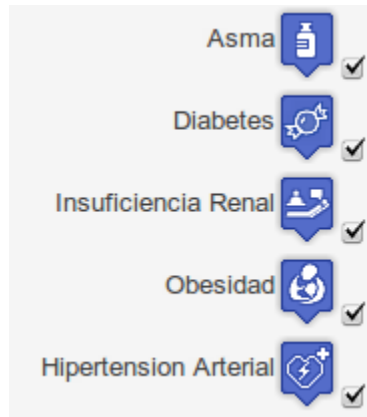 Asma
Diabetes
Insuficiencia Renal
Obesidad
Hipertension Arterial